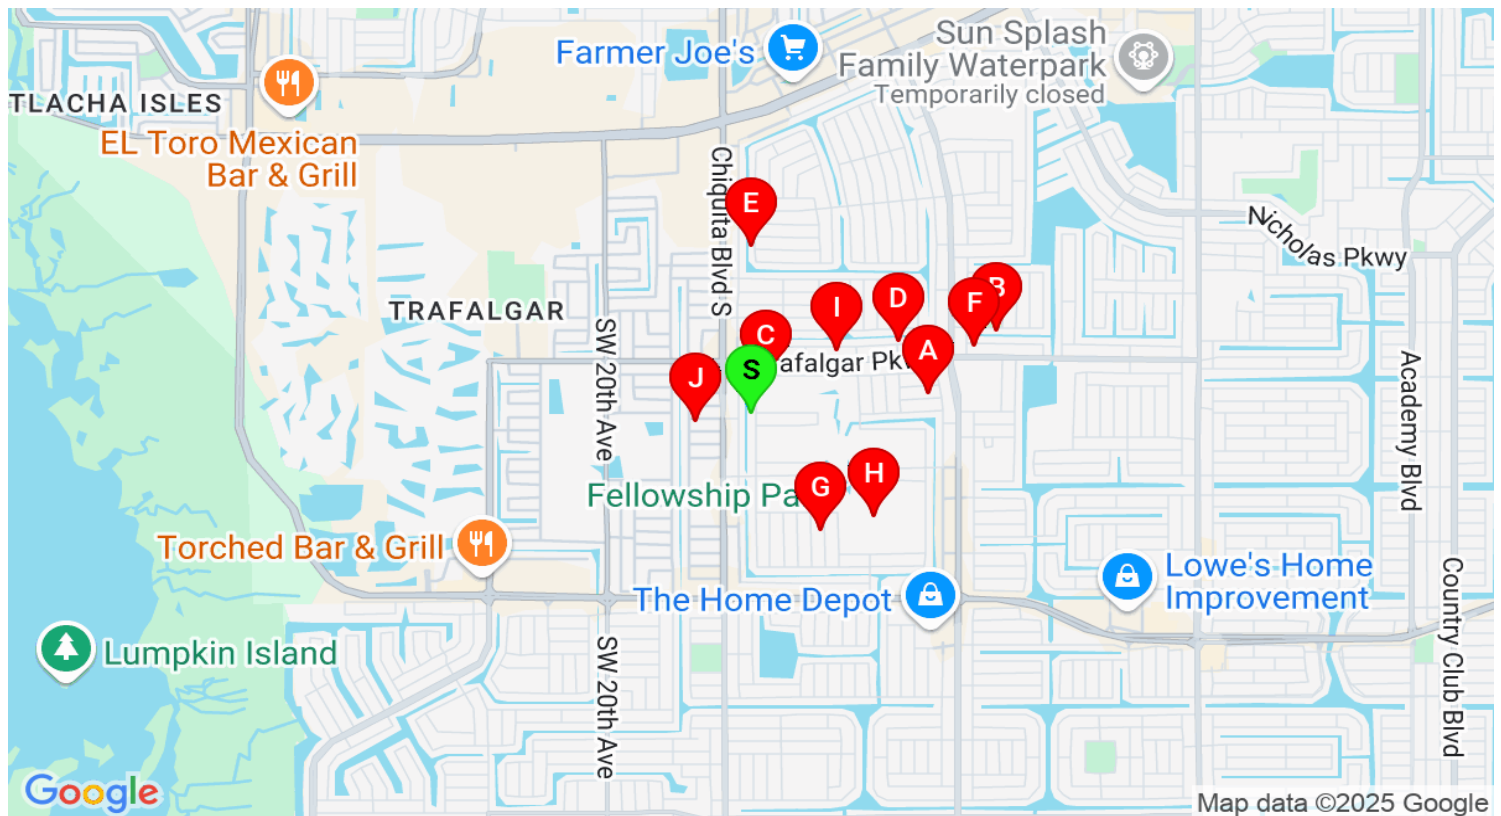 Sun Splash
Family Waterpark
Temporarily closed
Farmer Joe's
TLACHA ISLES
EL Toro Mexican
Bar & Grill
Chiquita Blvd S
E
Nicholas Pkwy
TRAFALGAR
SW 20th Ave
B
D
F
I
C
A
S
J
afalgar Pk
Academy Blvd
H
G
Fellowship Pa
Torched Bar & Grill
The Home Depot
Lowe's Home
Improvement
Country Club Blvd
Lumpkin Island
SW 20th Ave
Google
Map data ©2025 Google